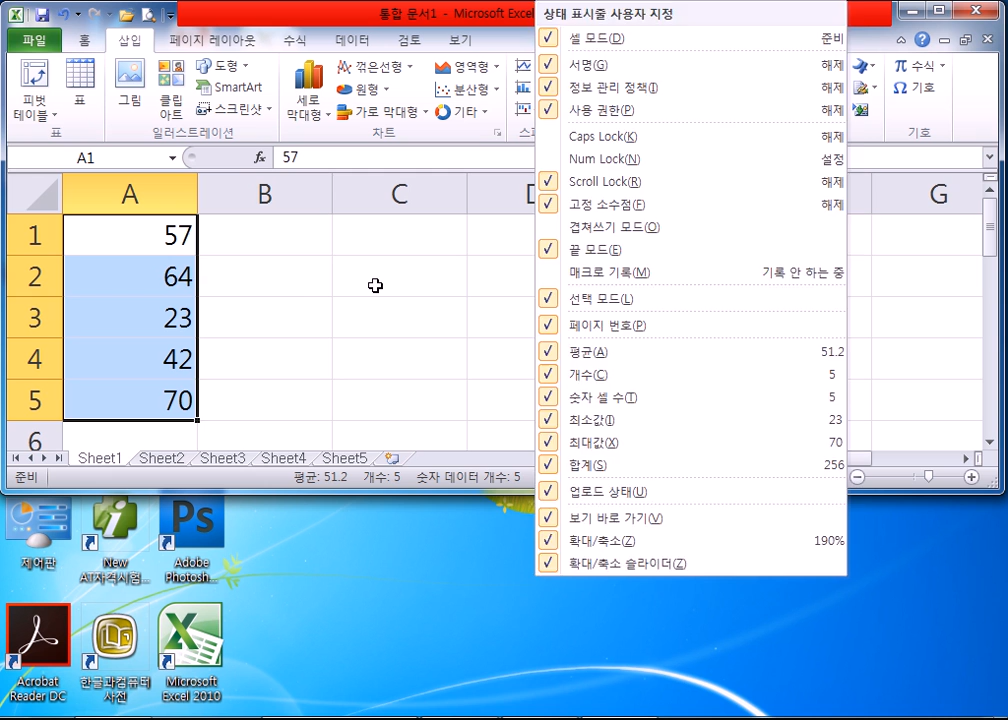 통합 문서1 - Microsoft Excel
상태 표시줄 사용자 지정
파일 홈 삽입 페이지 레이아웃 수식 데이터 검토 보기
피벗
테이블
표
그림
클립
아트
도형
SmartArt
스크린샷
세로
막대형
꺾은선형
원형
가로 막대형
영역형
분산형
기타
π 수식
Ω 기호
표 일러스트레이션 차트 스파 기호
A1 fx 57
A B C D G
1 57
2 64
3 23
4 42
5 70
6
Sheet1 Sheet2 Sheet3 Sheet4 Sheet5
준비 평균: 51.2 개수: 5 숫자 데이터 개수: 5
셀 모드(D) 준비
서명(G) 해제
정보 관리 정책(I) 해제
사용 권한(P) 해제
Caps Lock(K) 해제
Num Lock(N) 설정
Scroll Lock(R) 해제
고정 소수점(F) 해제
겹쳐쓰기 모드(O)
끝 모드(E)
매크로 기록(M) 기록 안 하는 중
선택 모드(L)
페이지 번호(P)
평균(A) 51.2
개수(C) 5
숫자 셀 수(T) 5
최소값(I) 23
최대값(X) 70
합계(S) 256
업로드 상태(U)
보기 바로 가기(V)
확대/축소(Z) 190%
확대/축소 슬라이더(Z)
제어판
New
AT자격시험...
Ps
Adobe
Photosh...
Acrobat
Reader DC
한글과컴퓨터
사전
Microsoft
Excel 2010